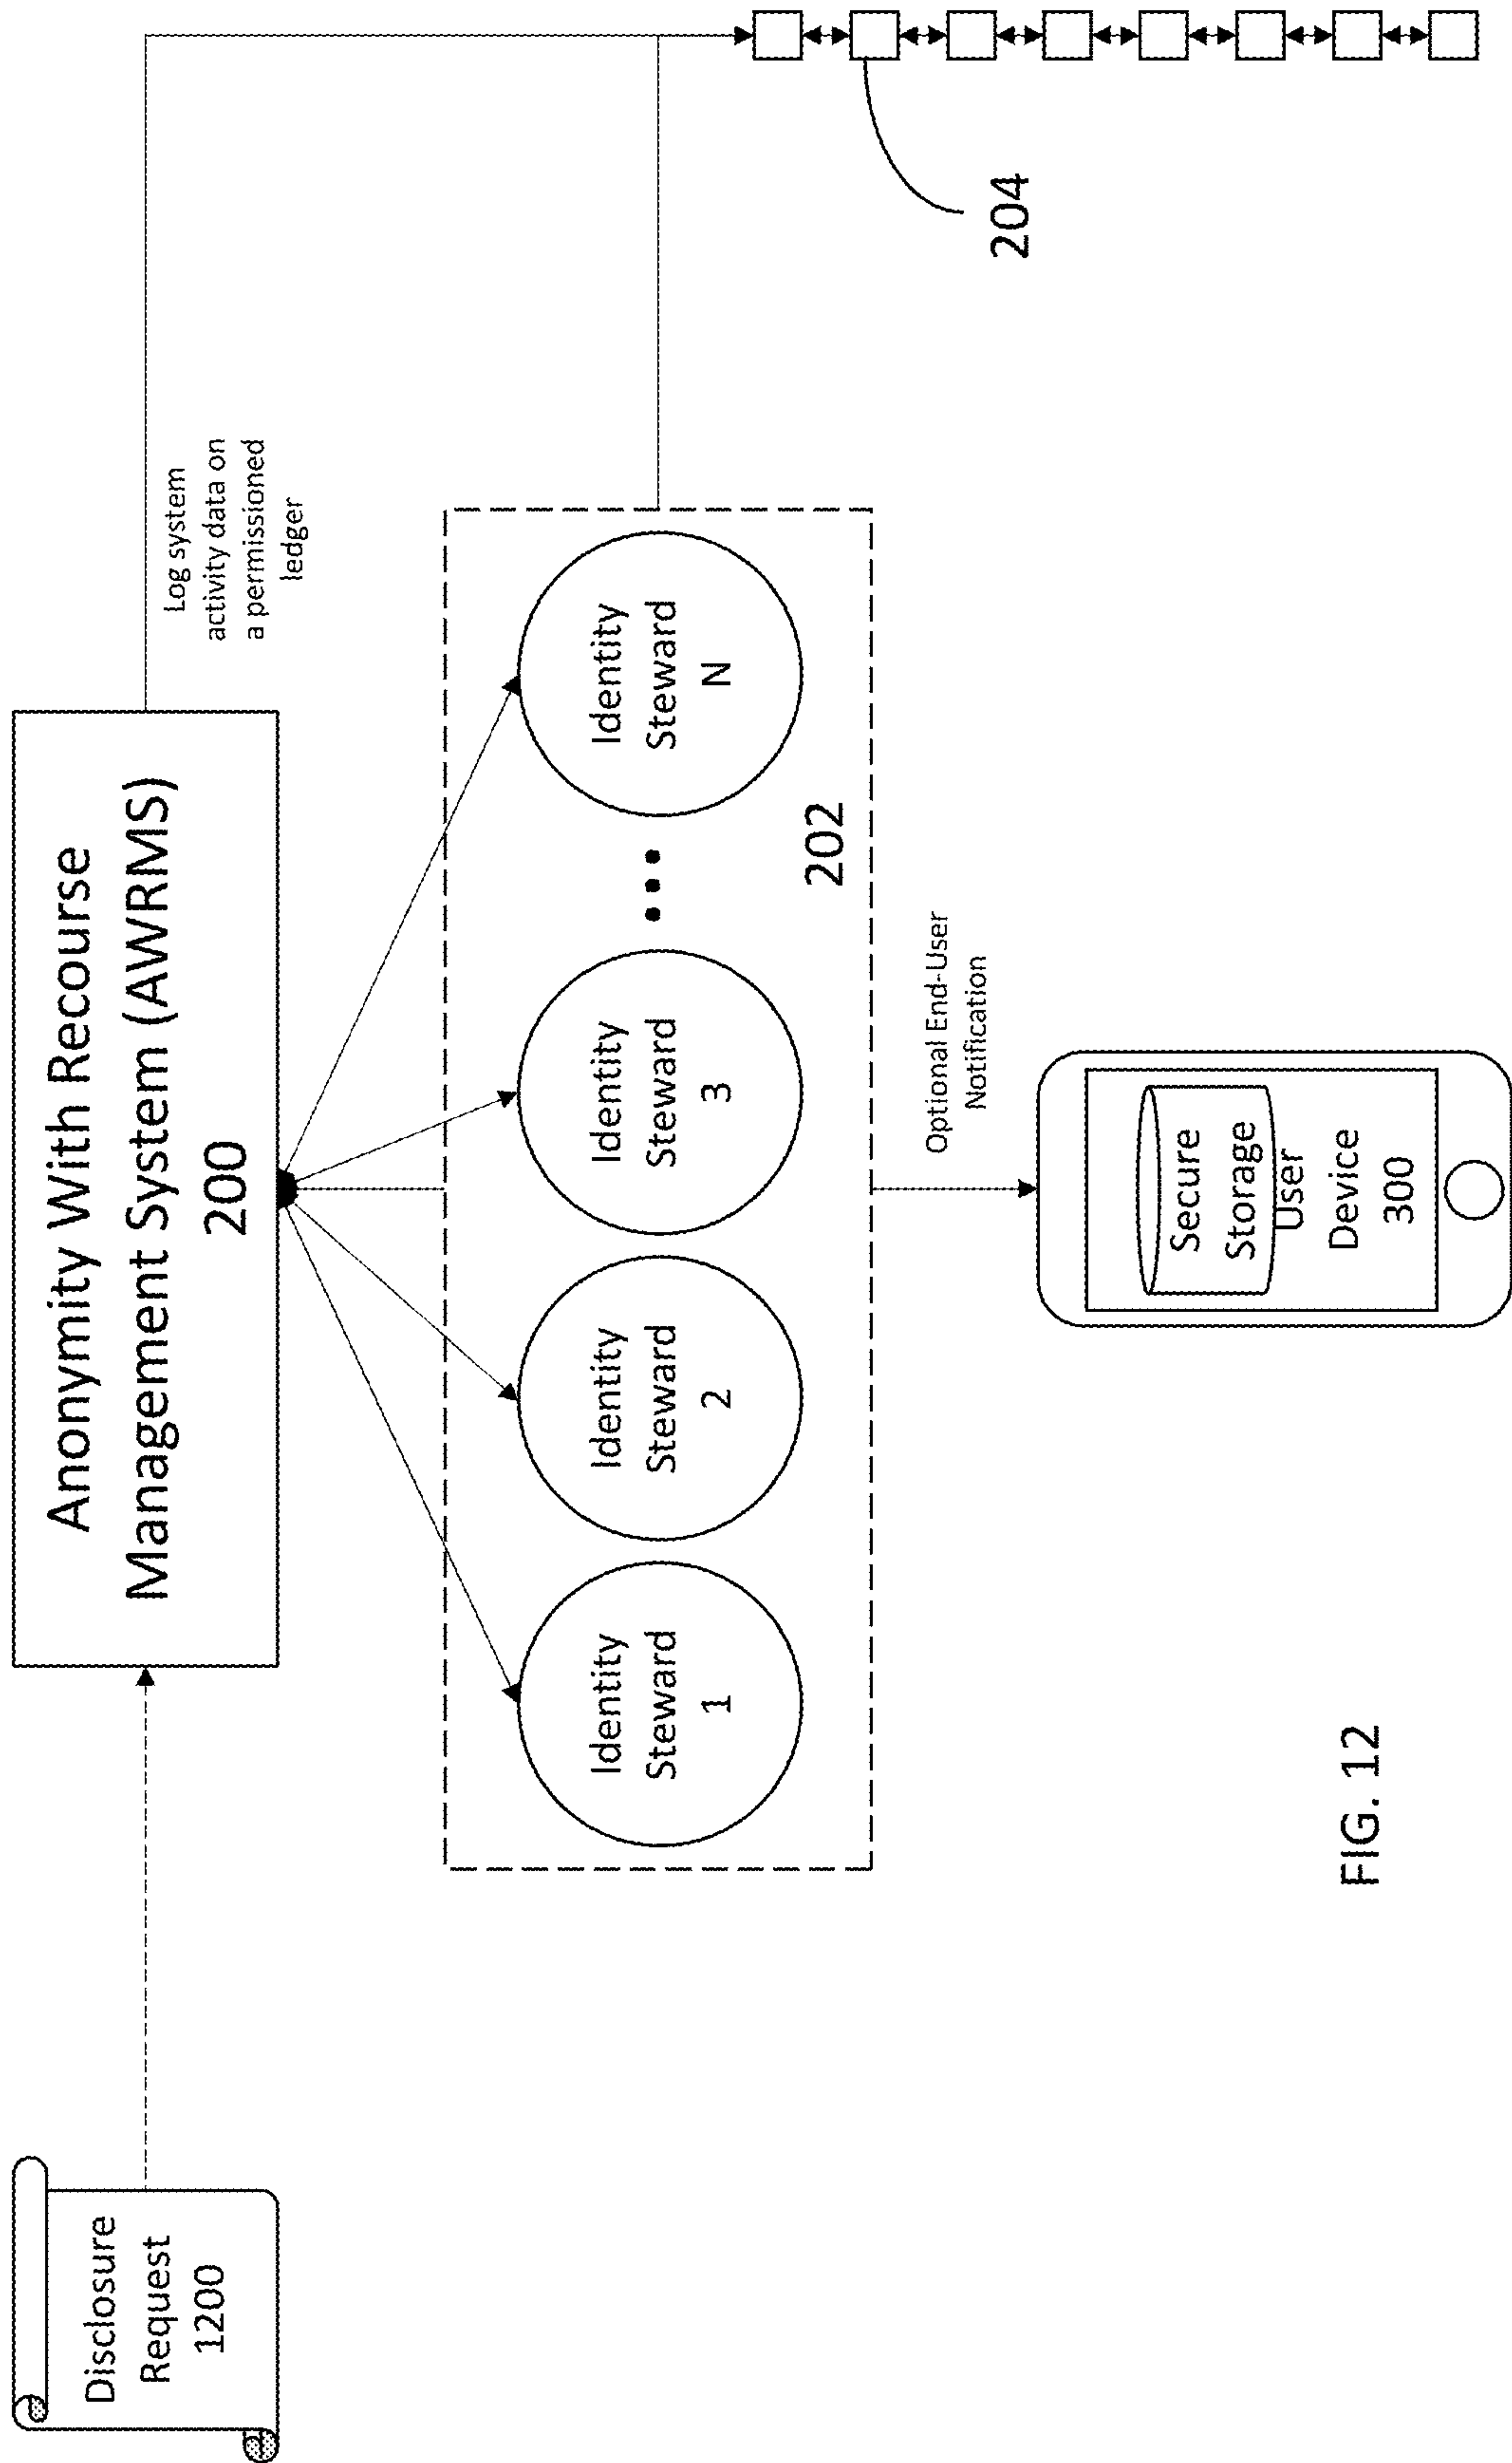 Disclosure
Request
1200
Anonymity With Recourse
Management System (AWRMS)
200
Log system
activity data on
a permissioned
ledger
Identity
Steward
1
Identity
Steward
2
Identity
Steward
3
Identity
Steward
N
202
204
Optional End-User
Notification
Secure
Storage
User
Device
300
FIG. 12